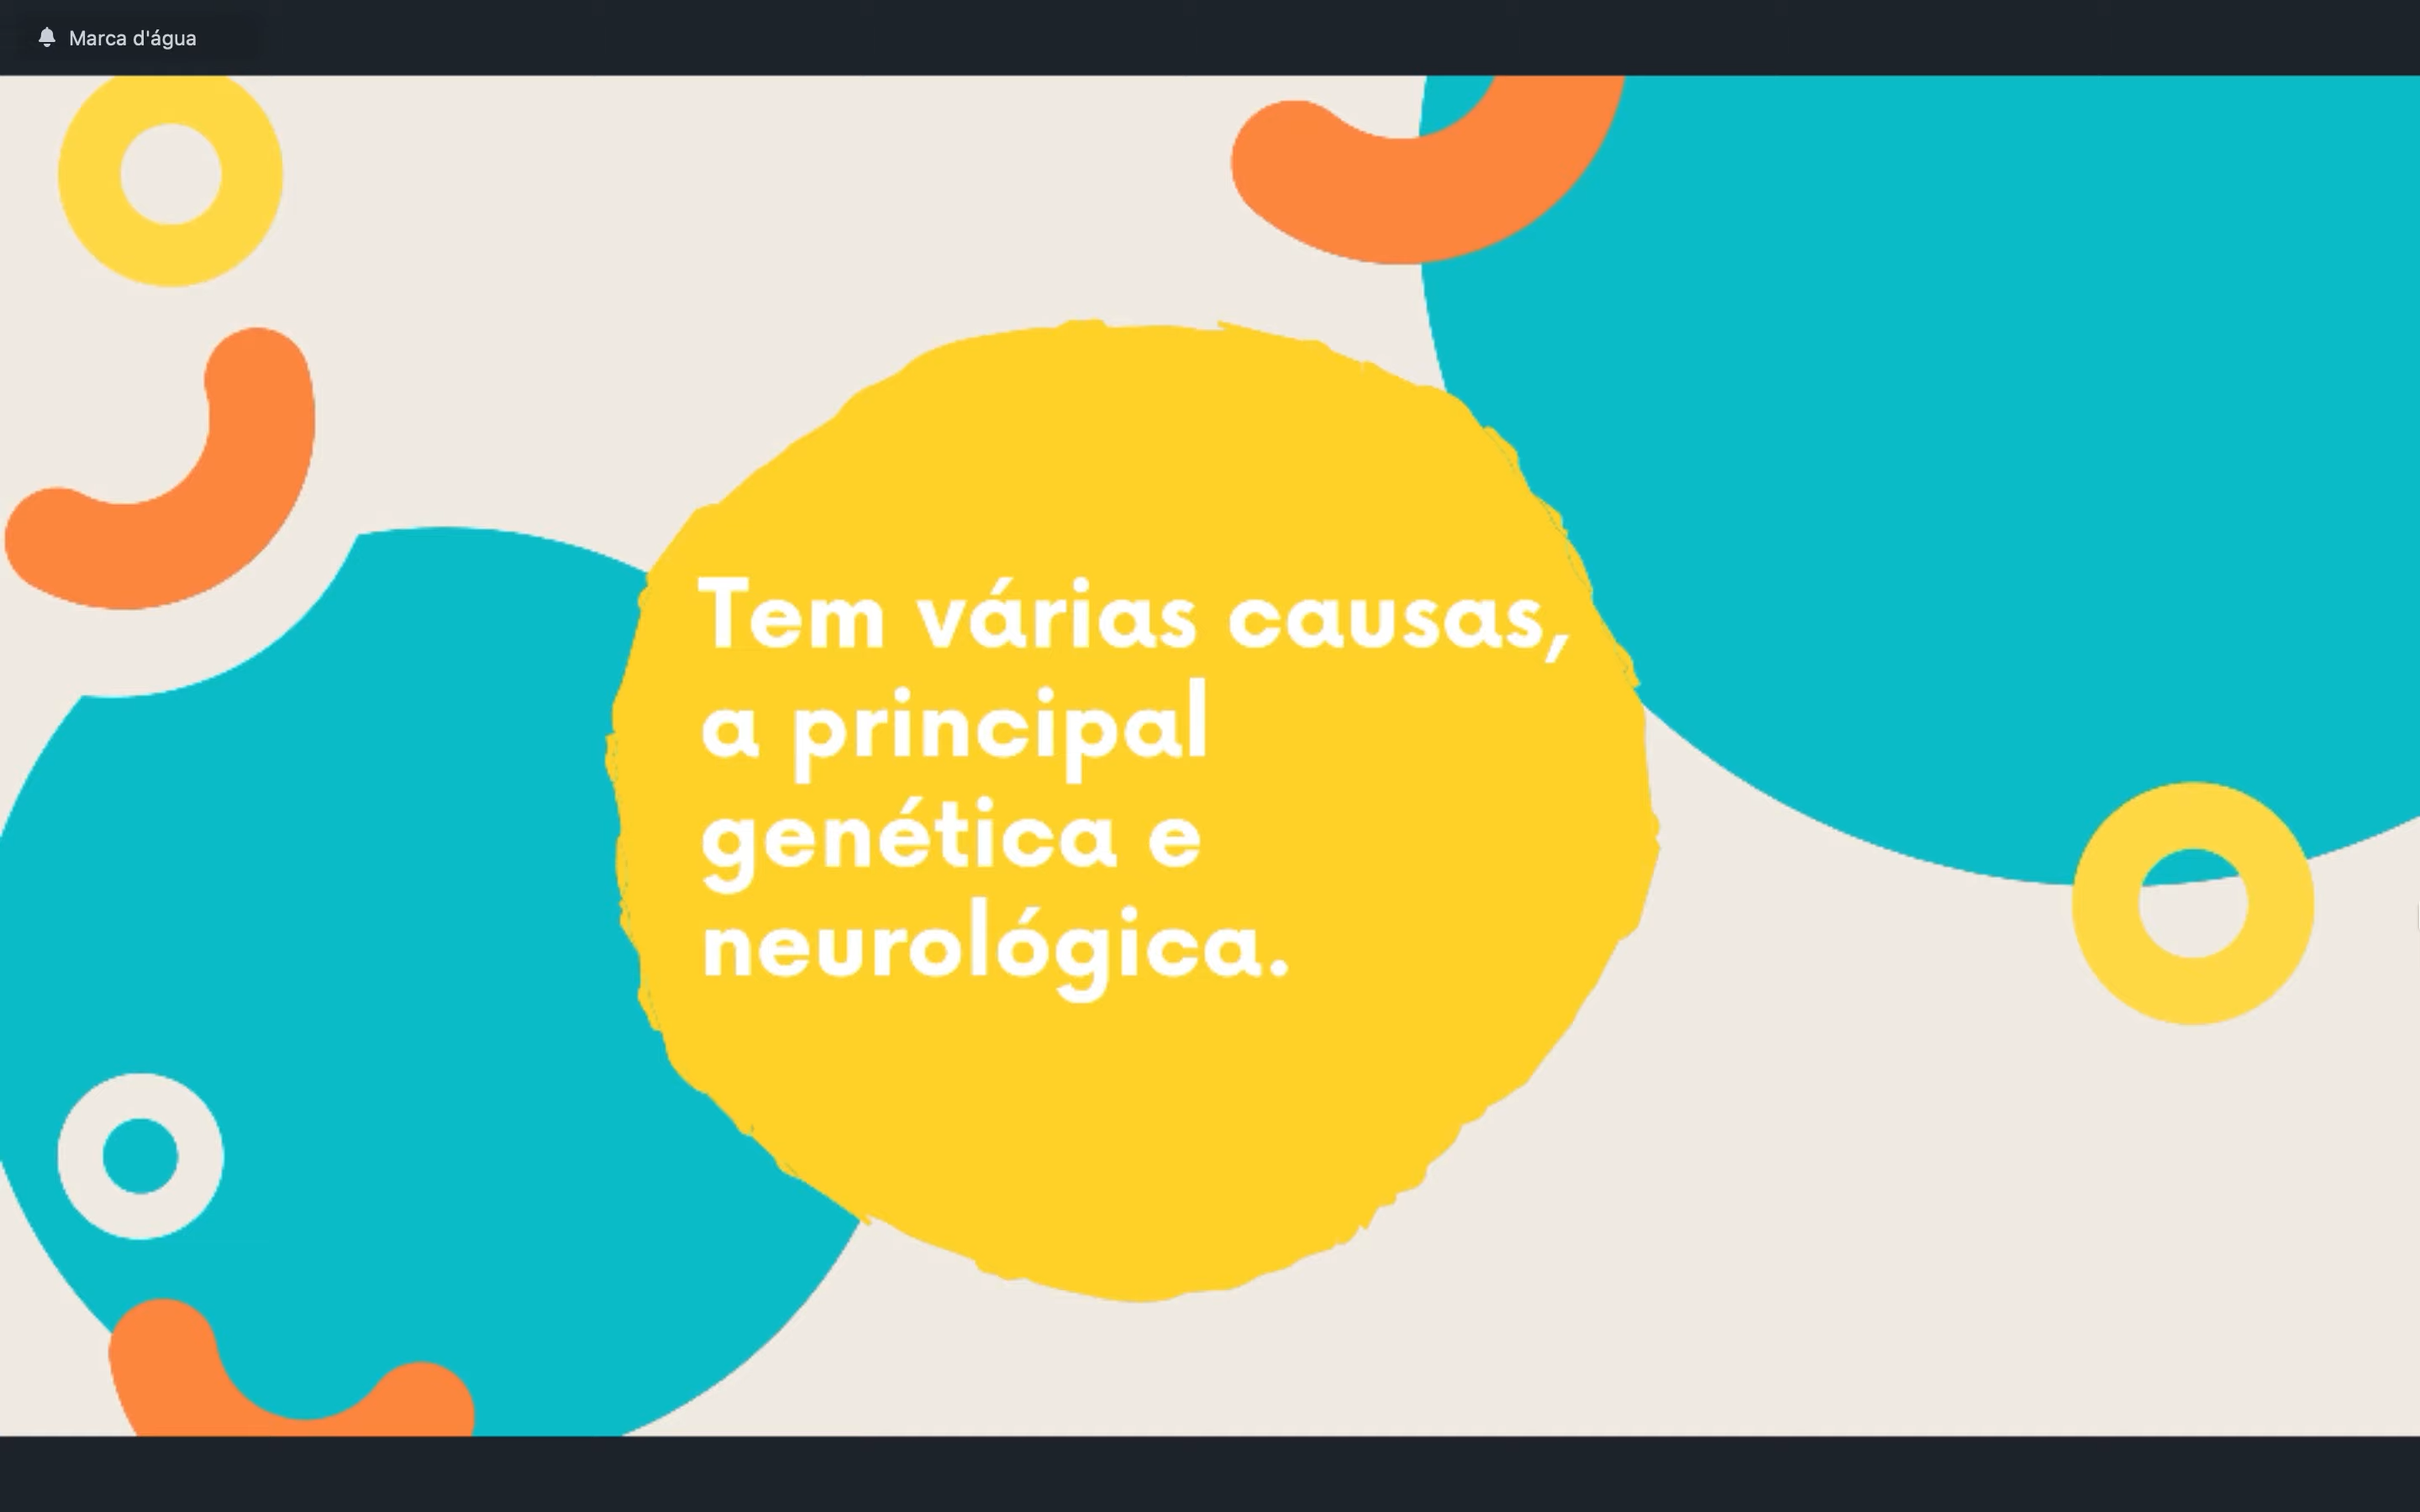 Marca d'água
Tem várias causas,
a principal
genética e
neurológica.